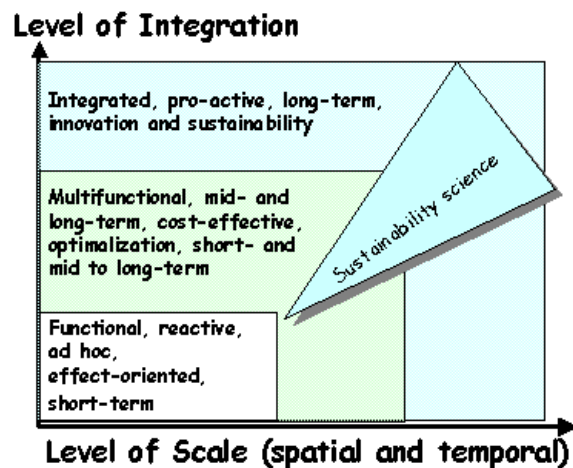 Level of Integration
Integrated, pro-active, long-term,
innovation and sustainability
Multifunctional, mid- and
long-term, cost-effective,
optimalization, short- and
mid to long-term
Sustainability science
Functional, reactive,
ad hoc,
effect-oriented,
short-term
Level of Scale (spatial and temporal)